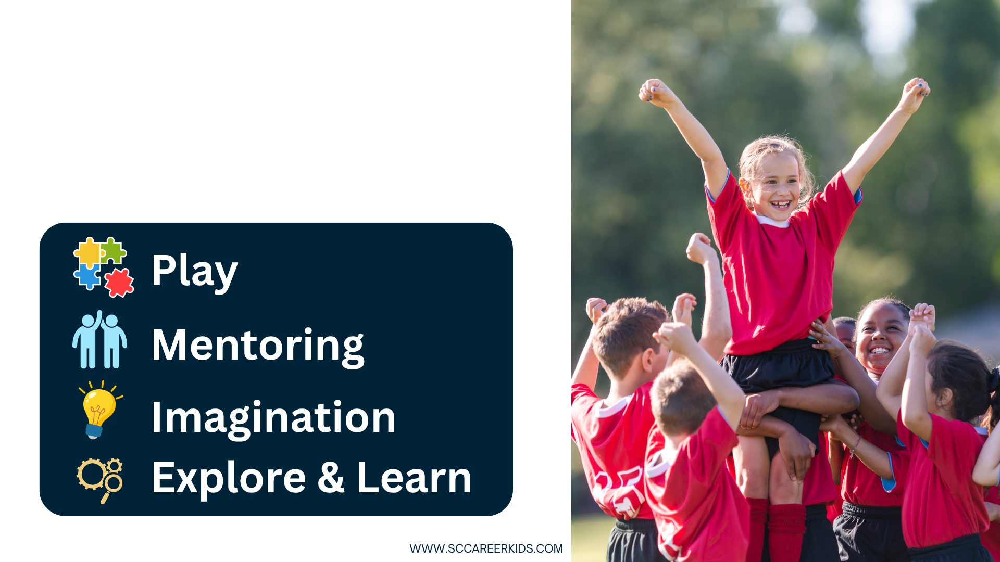 Play
Mentoring
Imagination
Explore & Learn
WWW.SCCAREERKIDS.COM